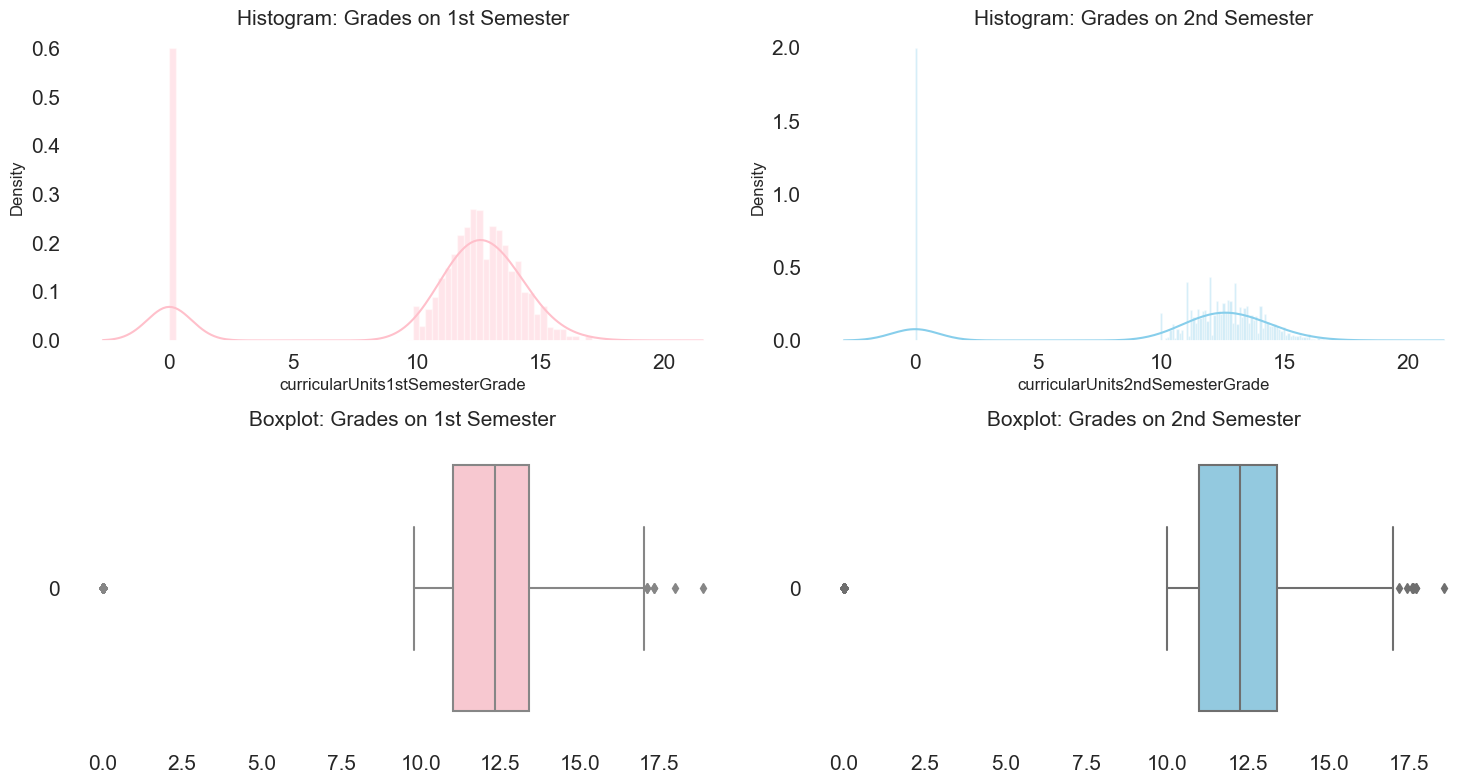 Histogram: Grades on 1st Semester
0.6
0.5
0.4
0.3
0.2
0.1
0.0
Density
0 5 10 15 20
curricularUnits1stSemesterGrade
Histogram: Grades on 2nd Semester
2.0
1.5
1.0
0.5
0.0
Density
0 5 10 15 20
curricularUnits2ndSemesterGrade
Boxplot: Grades on 1st Semester
0
0.0 2.5 5.0 7.5 10.0 12.5 15.0 17.5
Boxplot: Grades on 2nd Semester
0
0.0 2.5 5.0 7.5 10.0 12.5 15.0 17.5